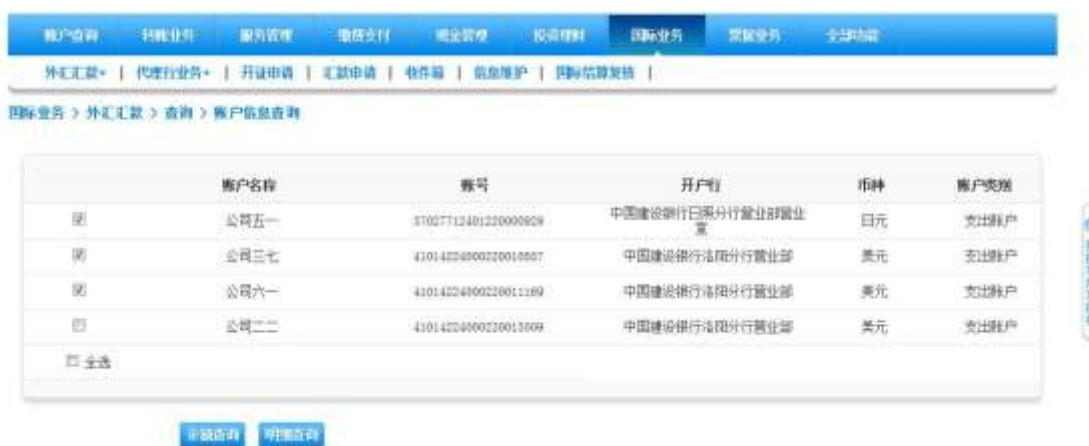 账户查询 转账业务 服务管理 缴费支付 现金管理 投资理财 国际业务 票据业务 全部功能
外汇汇款 | 代理行业务 | 开证申请 | 汇款申请 | 收件箱 | 信息维护 | 国际结算复核 |
国际业务 > 外汇汇款 > 查询 > 账户信息查询
账户名称 账号 开户行 币种 账户类别
公司五一 37027712401220000029 中国建设银行日照分行营业部营业室 日元 支出账户
公司三七 中国建设银行洛阳分行营业部 美元 支出账户
公司六一 41014224000220011169 中国建设银行洛阳分行营业部 美元 支出账户
公司二二 41014224000220013009 中国建设银行洛阳分行营业部 美元 支出账户
全选
余额查询 明细查询